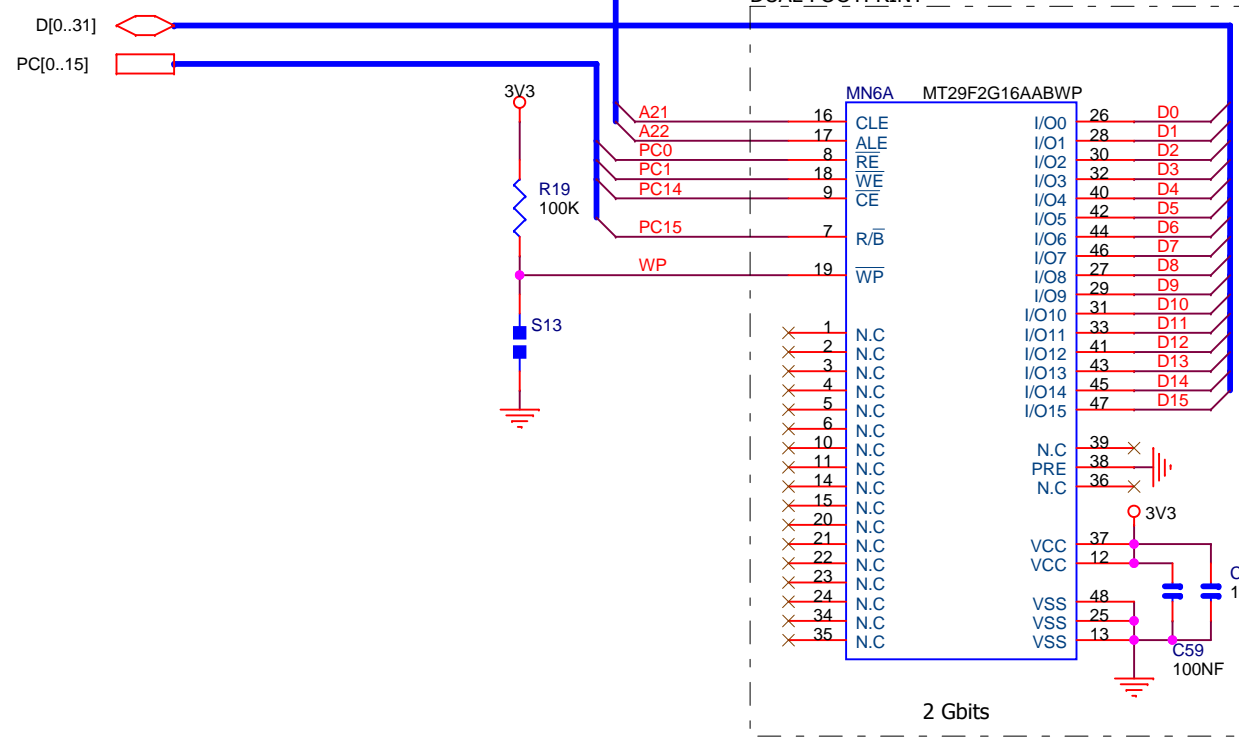 DUAL FOOTPRINT
D[0..31]
PC[0..15]
3V3
MN6A MT29F2G16AABWP
A21 16 CLE I/O0 26 D0
A22 17 ALE I/O1 28 D1
PC0 8 RE I/O2 30 D2
PC1 18 WE I/O3 32 D3
PC14 9 CE I/O4 40 D4
I/O5 42 D5
PC15 7 R/B I/O6 44 D6
I/O7 46 D7
WP 19 WP I/O8 27 D8
I/O9 29 D9
I/O10 31 D10
I/O11 33 D11
I/O12 41 D12
I/O13 43 D13
I/O14 45 D14
I/O15 47 D15
R19
100K
S13
1 N.C
2 N.C
3 N.C
4 N.C
5 N.C
6 N.C
10 N.C
11 N.C
14 N.C
15 N.C
20 N.C
21 N.C
22 N.C
23 N.C
24 N.C
34 N.C
35 N.C
N.C 39
PRE 38
N.C 36
3V3
VCC 37
VCC 12
VSS 48
VSS 25
VSS 13
C
1
C59
100NF
2 Gbits